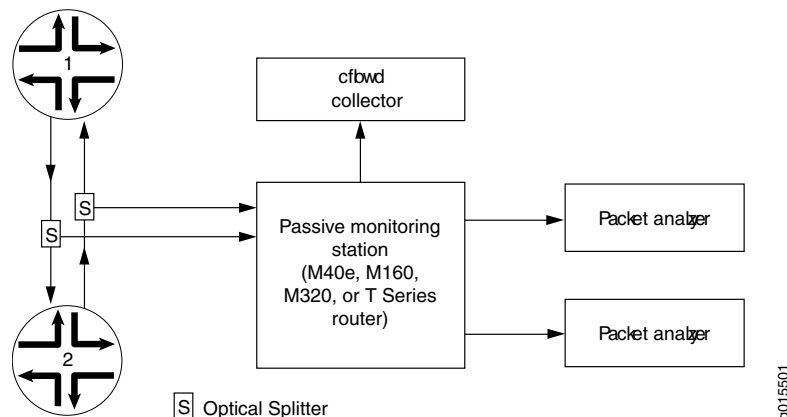 1
cfbwd
collector
S
S
Passive monitoring
station
(M40e, M160,
M320, or T Series
router)
Packet analyzer
Packet analyzer
2
S Optical Splitter
g015501